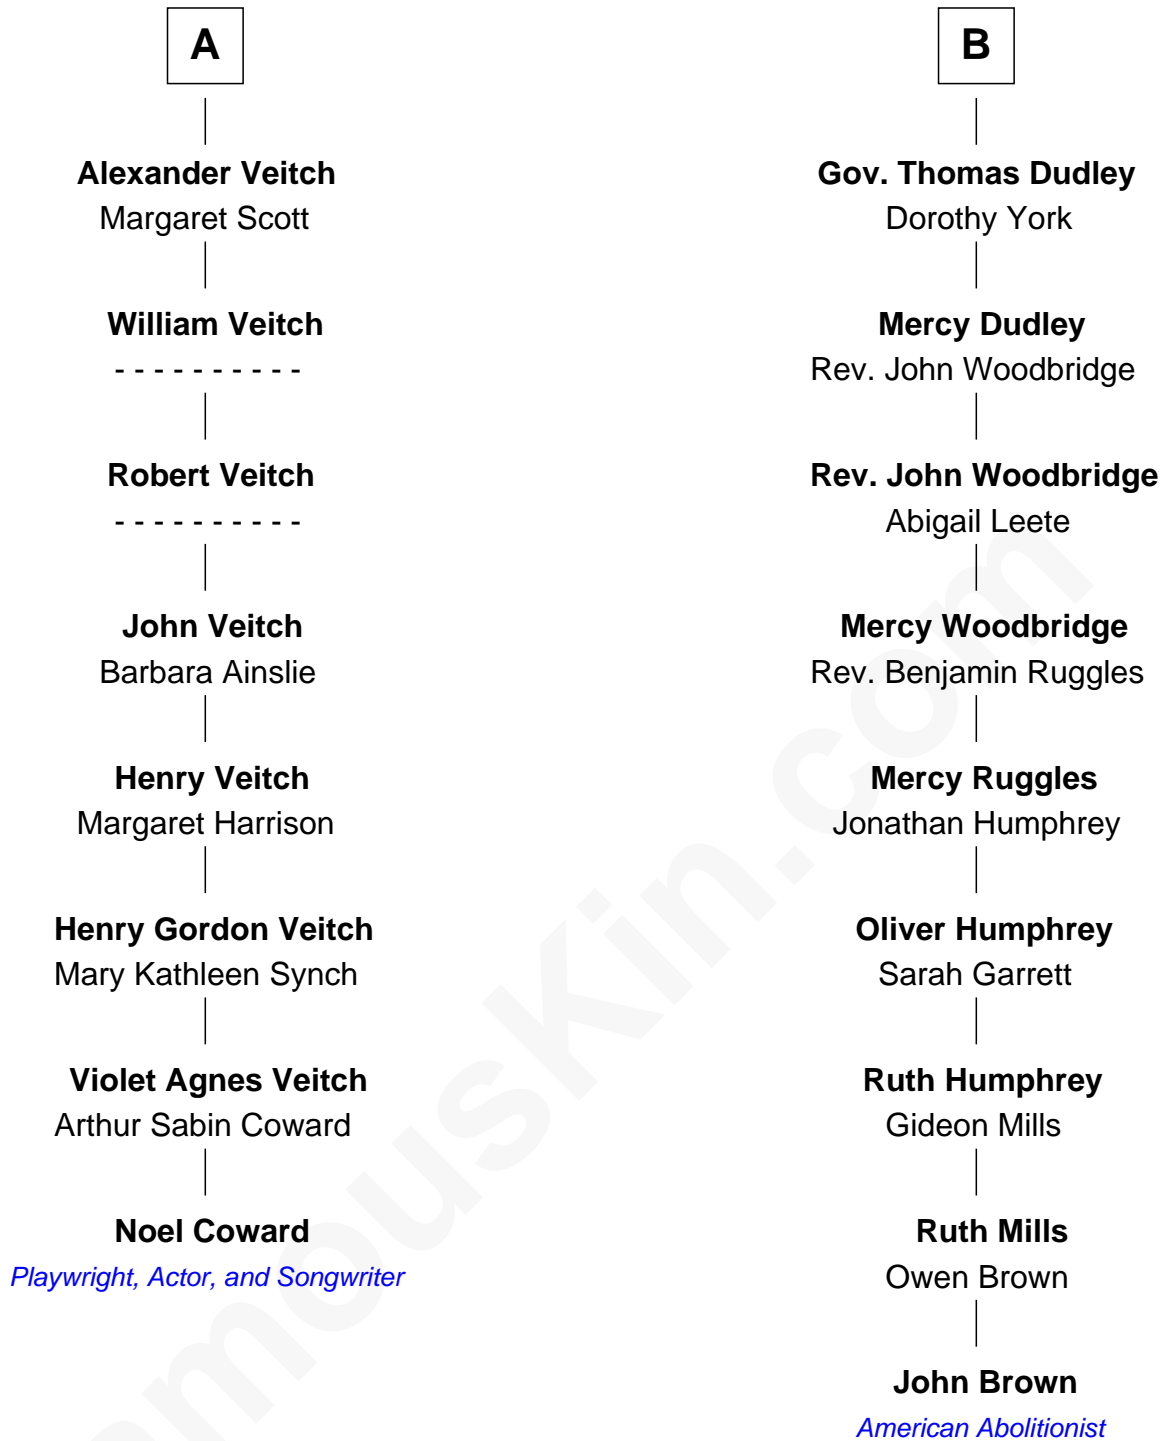 A
Alexander Veitch
Margaret Scott
William Veitch
- - - - - - - - - -
Robert Veitch
- - - - - - - - - -
John Veitch
Barbara Ainslie
Henry Veitch
Margaret Harrison
Henry Gordon Veitch
Mary Kathleen Synch
Violet Agnes Veitch
Arthur Sabin Coward
Noel Coward
Playwright, Actor, and Songwriter
B
Gov. Thomas Dudley
Dorothy York
Mercy Dudley
Rev. John Woodbridge
Rev. John Woodbridge
Abigail Leete
Mercy Woodbridge
Rev. Benjamin Ruggles
Mercy Ruggles
Jonathan Humphrey
Oliver Humphrey
Sarah Garrett
Ruth Humphrey
Gideon Mills
Ruth Mills
Owen Brown
John Brown
American Abolitionist
amousKin.com